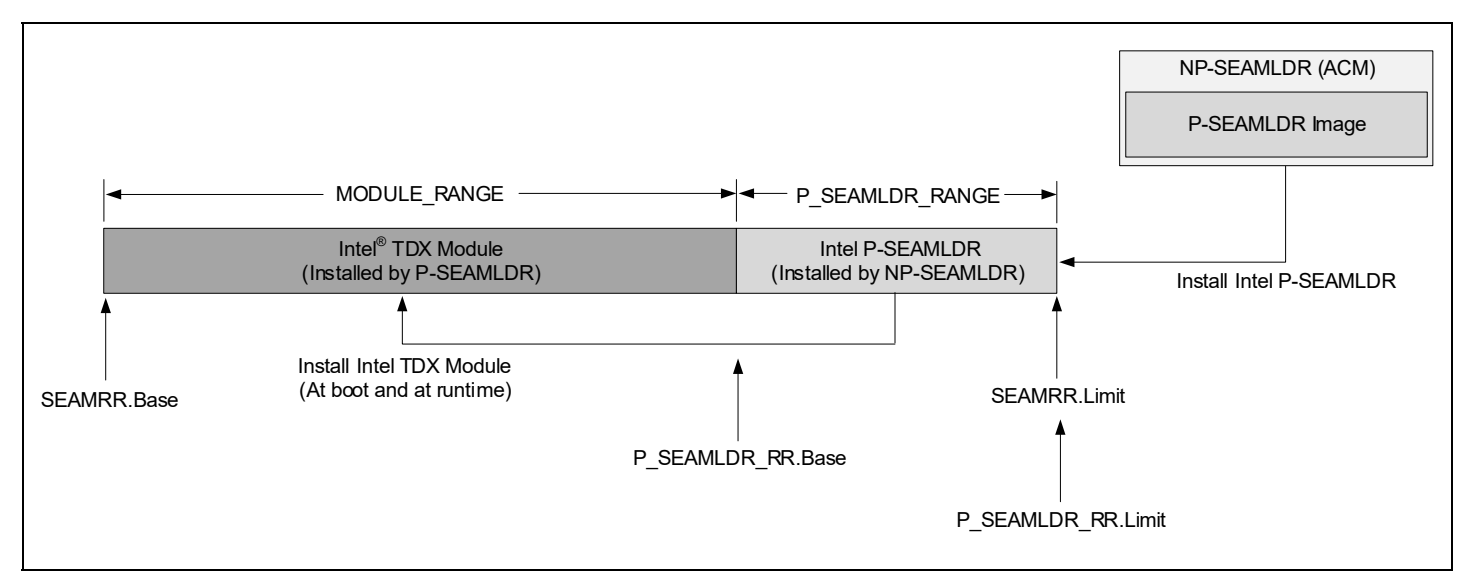 NP-SEAMLDR (ACM)
P-SEAMLDR Image
MODULE_RANGE
P_SEAMLDR_RANGE
Intel® TDX Module
(Installed by P-SEAMLDR)
Intel P-SEAMLDR
(Installed by NP-SEAMLDR)
Install Intel P-SEAMLDR
Install Intel TDX Module
(At boot and at runtime)
SEAMRR.Base
SEAMRR.Limit
P_SEAMLDR_RR.Base
P_SEAMLDR_RR.Limit